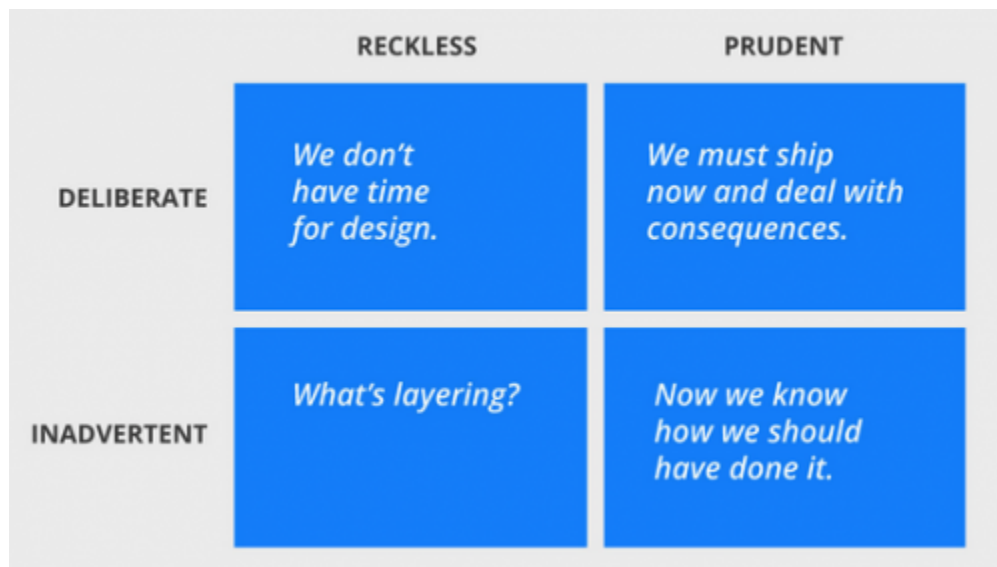 RECKLESS
PRUDENT
DELIBERATE
We don't
have time
for design.
We must ship
now and deal with
consequences.
INADVERTENT
What's layering?
Now we know
how we should
have done it.